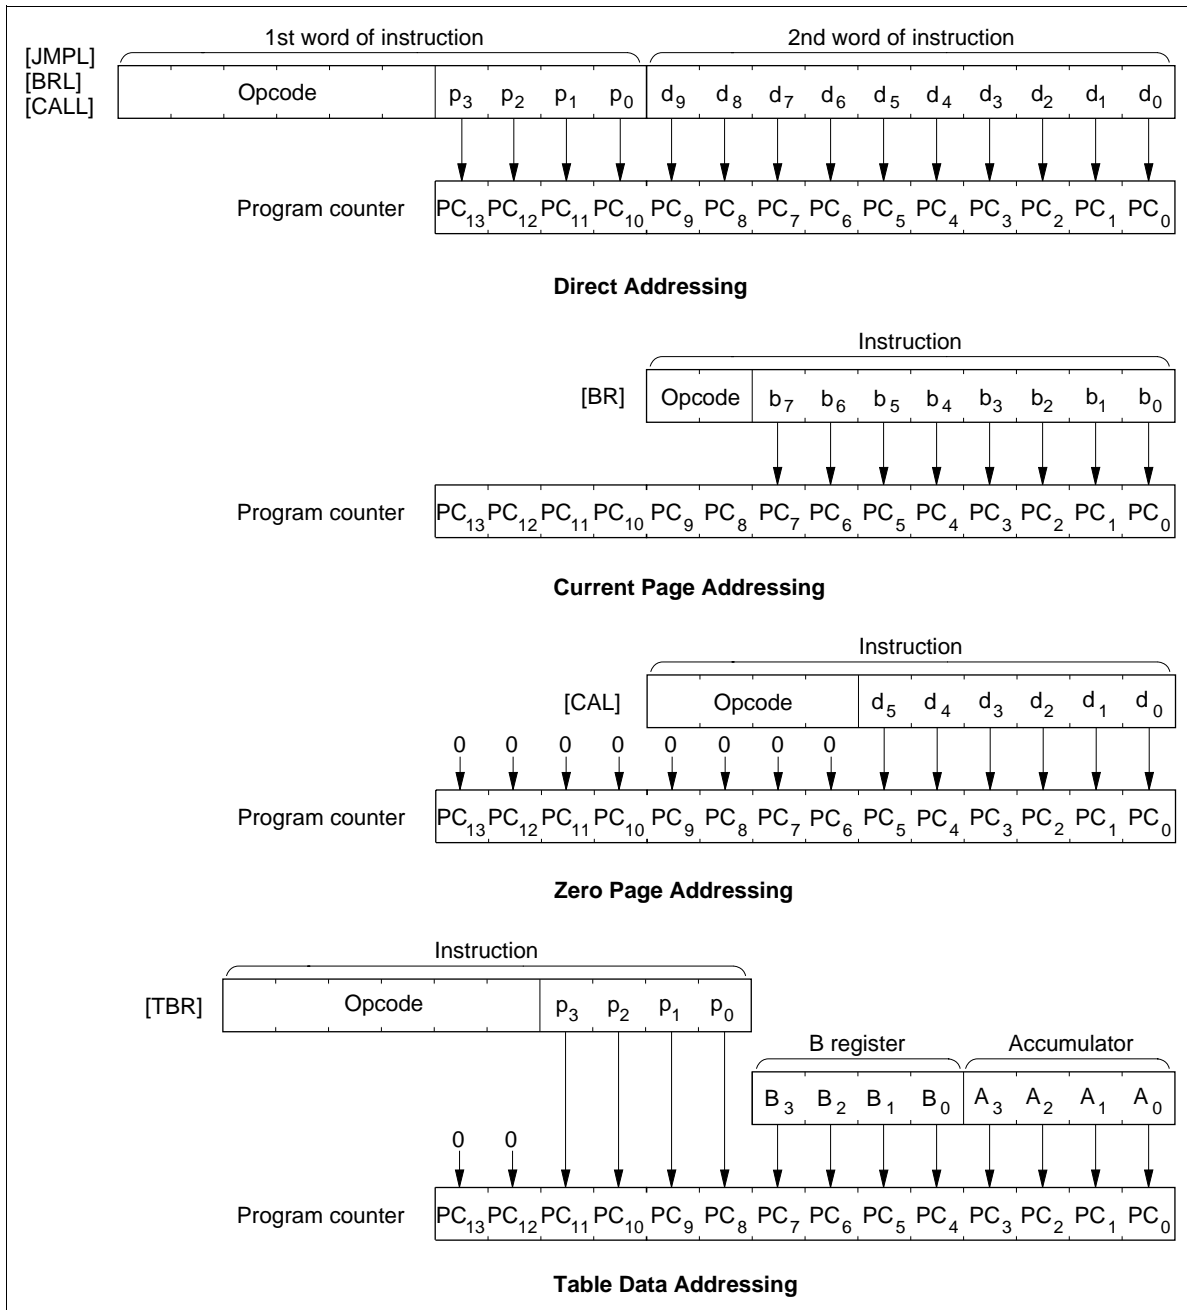 1st word of instruction 2nd word of instruction
[JMPL]
[BRL]
[CALL]
Opcode p3 p2 p1 p0 d9 d8 d7 d6 d5 d4 d3 d2 d1 d0
Program counter PC13 PC12 PC11 PC10 PC9 PC8 PC7 PC6 PC5 PC4 PC3 PC2 PC1 PC0
Direct Addressing
Instruction
[BR] Opcode b7 b6 b5 b4 b3 b2 b1 b0
Program counter PC13 PC12 PC11 PC10 PC9 PC8 PC7 PC6 PC5 PC4 PC3 PC2 PC1 PC0
Current Page Addressing
Instruction
[CAL] Opcode d5 d4 d3 d2 d1 d0
0 0 0 0 0 0 0 0
Program counter PC13 PC12 PC11 PC10 PC9 PC8 PC7 PC6 PC5 PC4 PC3 PC2 PC1 PC0
Zero Page Addressing
Instruction
[TBR] Opcode p3 p2 p1 p0
B register Accumulator
B3 B2 B1 B0 A3 A2 A1 A0
0 0
Program counter PC13 PC12 PC11 PC10 PC9 PC8 PC7 PC6 PC5 PC4 PC3 PC2 PC1 PC0
Table Data Addressing